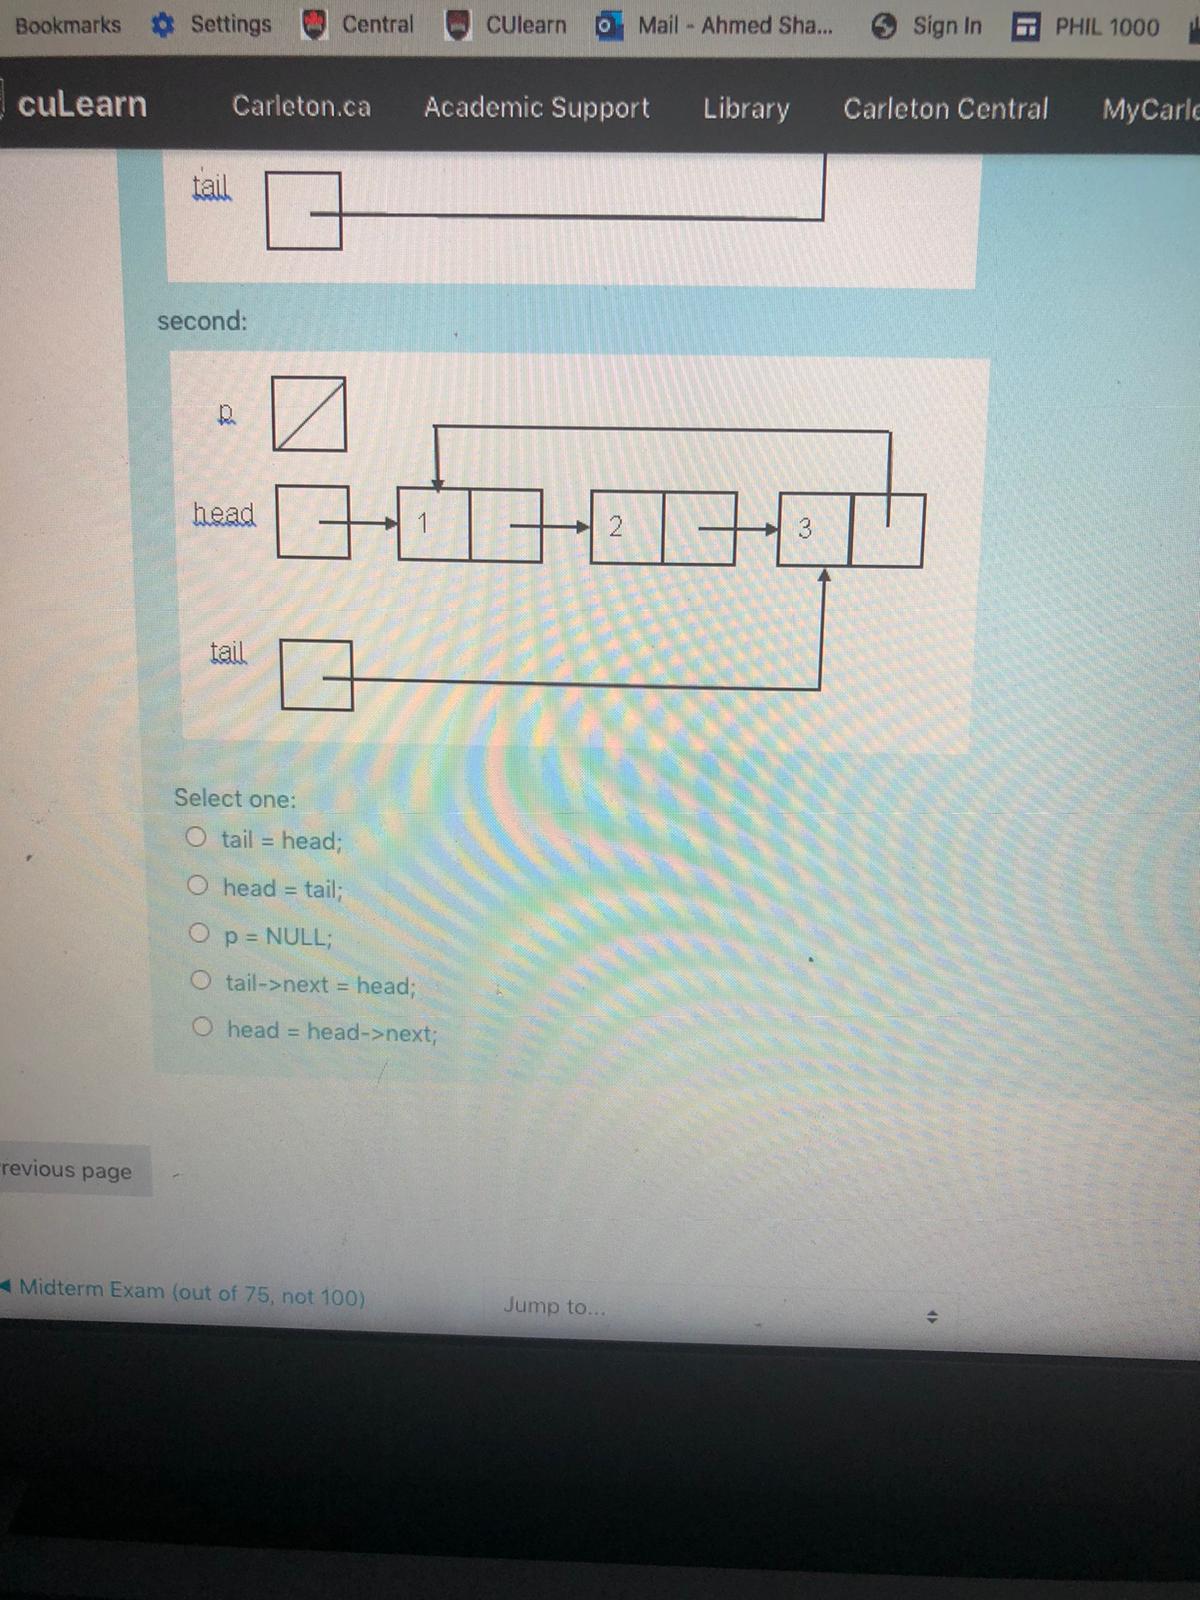 Bookmarks Settings Central CUlearn Mail - Ahmed Sha... Sign In PHIL 1000
cuLearn Carleton.ca Academic Support Library Carleton Central MyCarle
tail
second:
p
head 1 2 3
tail
Select one:
tail = head;
head = tail;
p = NULL;
tail->next = head;
head = head->next;
revious page
◄ Midterm Exam (out of 75, not 100) Jump to...